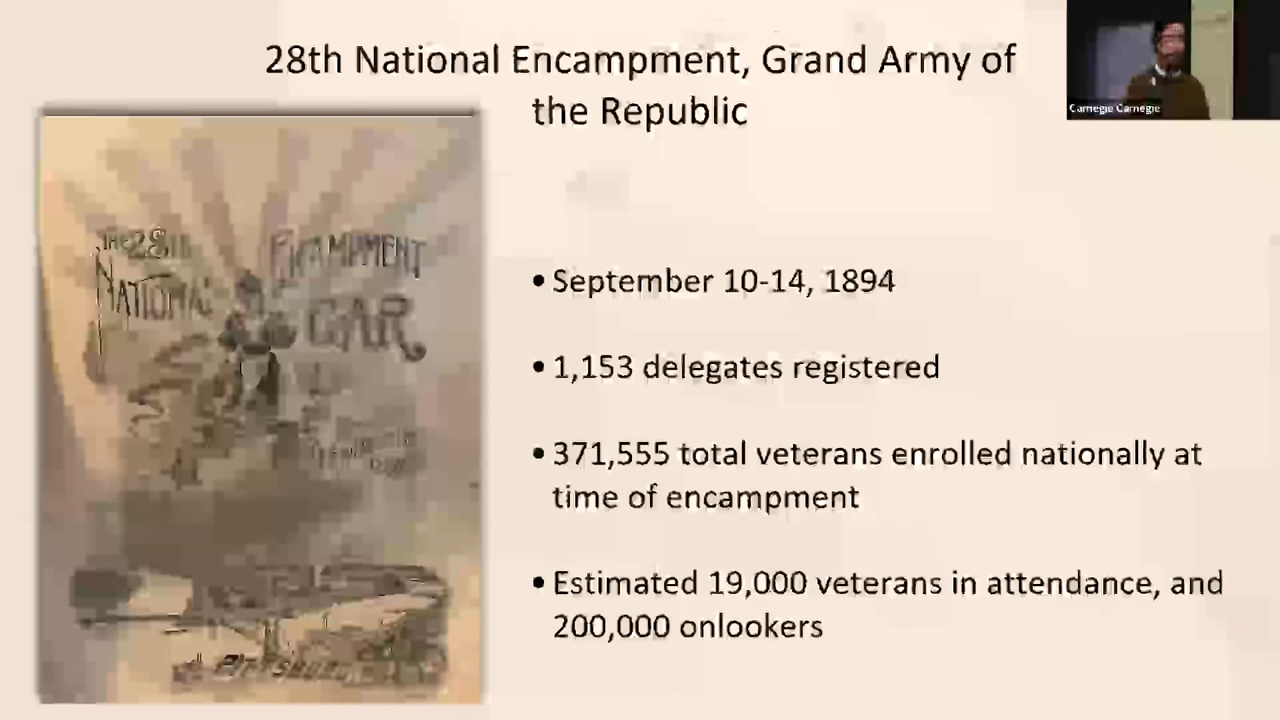 28th National Encampment, Grand Army of
the Republic
Carnegie Carnegie
THE 28TH ENCAMPMENT
NATIONAL GAR
PITTSBURG
• September 10-14, 1894
• 1,153 delegates registered
• 371,555 total veterans enrolled nationally at
time of encampment
• Estimated 19,000 veterans in attendance, and
200,000 onlookers